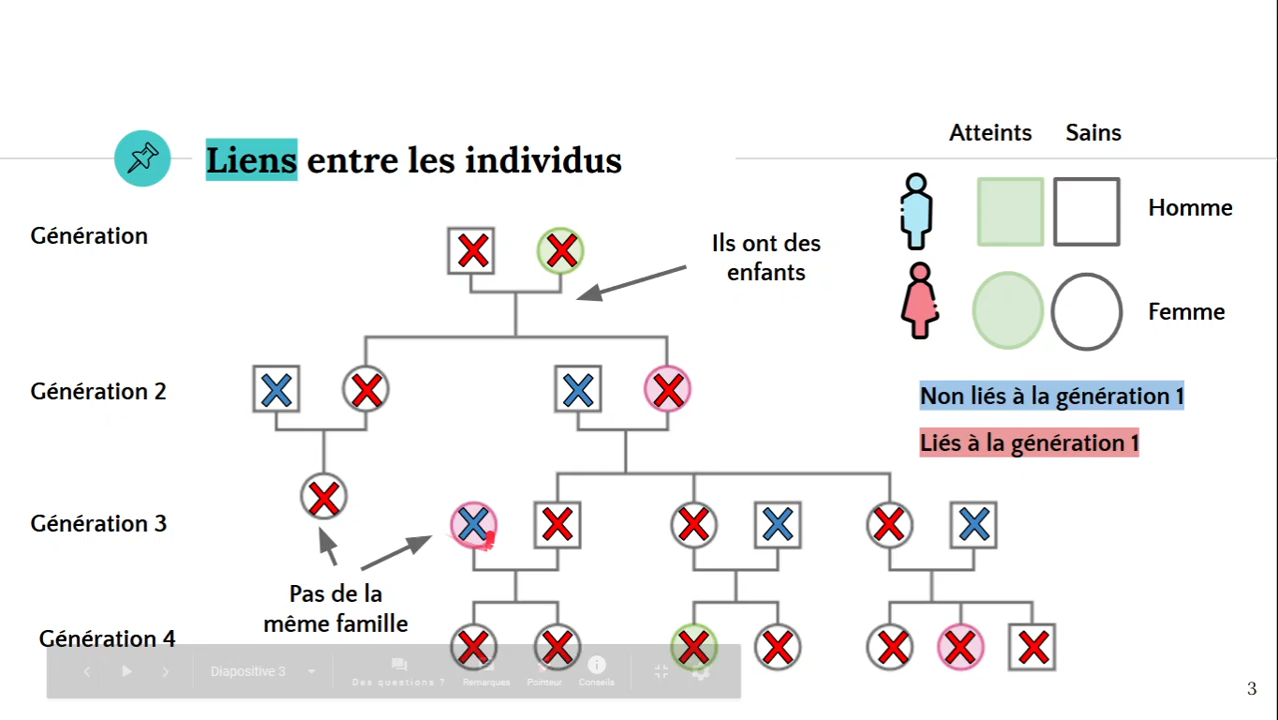 Atteints Sains
Liens entre les individus
Homme
Génération
Ils ont des
enfants
Femme
Génération 2
Non liés à la génération 1
Liés à la génération 1
Génération 3
Pas de la
même famille
Génération 4
Diapositive 3
Des questions ?
Remarques
Pointeur
Conseils
3